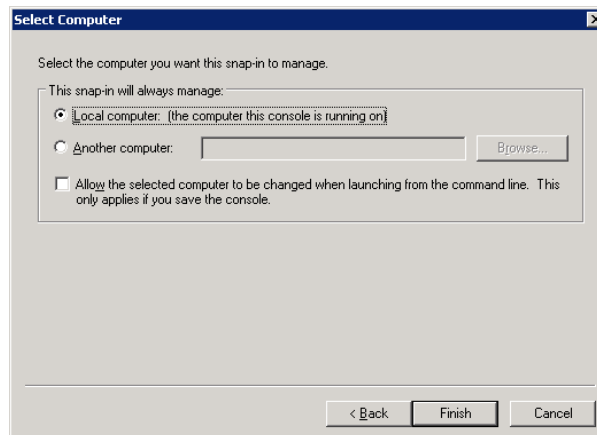 Select Computer
Select the computer you want this snap-in to manage.
This snap-in will always manage:
Local computer: (the computer this console is running on)
Another computer:
Browse...
Allow the selected computer to be changed when launching from the command line. This
only applies if you save the console.
< Back
Finish
Cancel